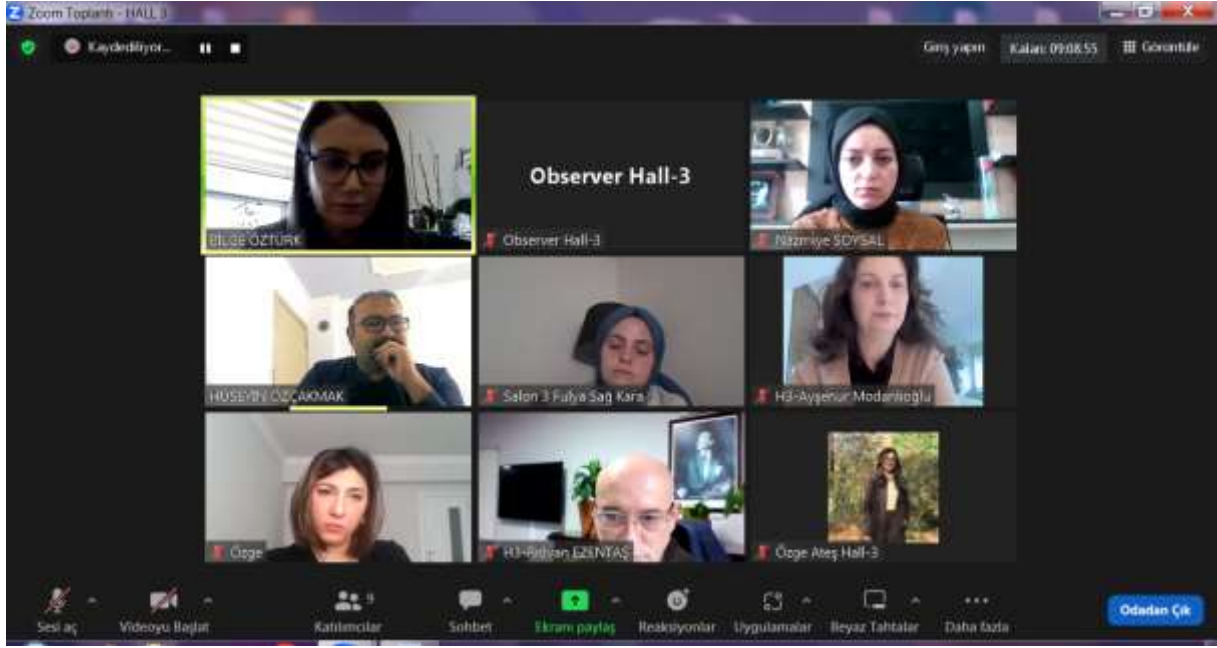 Zoom Toplantı - HALL 3
Kaydediliyor...
Giriş yapın
Kalan: 09:08:55
Görüntüle
BİLGE ÖZTÜRK
Observer Hall-3
Observer Hall-3
Nazmiye SOYSAL
HÜSEYİN ÖZÇAKMAK
Salon 3 Fulya Sağ Kara
H3-Ayşenur Modanlıoğlu
Özge
H3-Rıdvan EZENTAŞ
Özge Ateş Hall-3
9
Sesi aç
Videoyu Başlat
Katılımcılar
Sohbet
Ekranı paylaş
Reaksiyonlar
Uygulamalar
Beyaz Tahtalar
Daha fazla
Odadan Çık